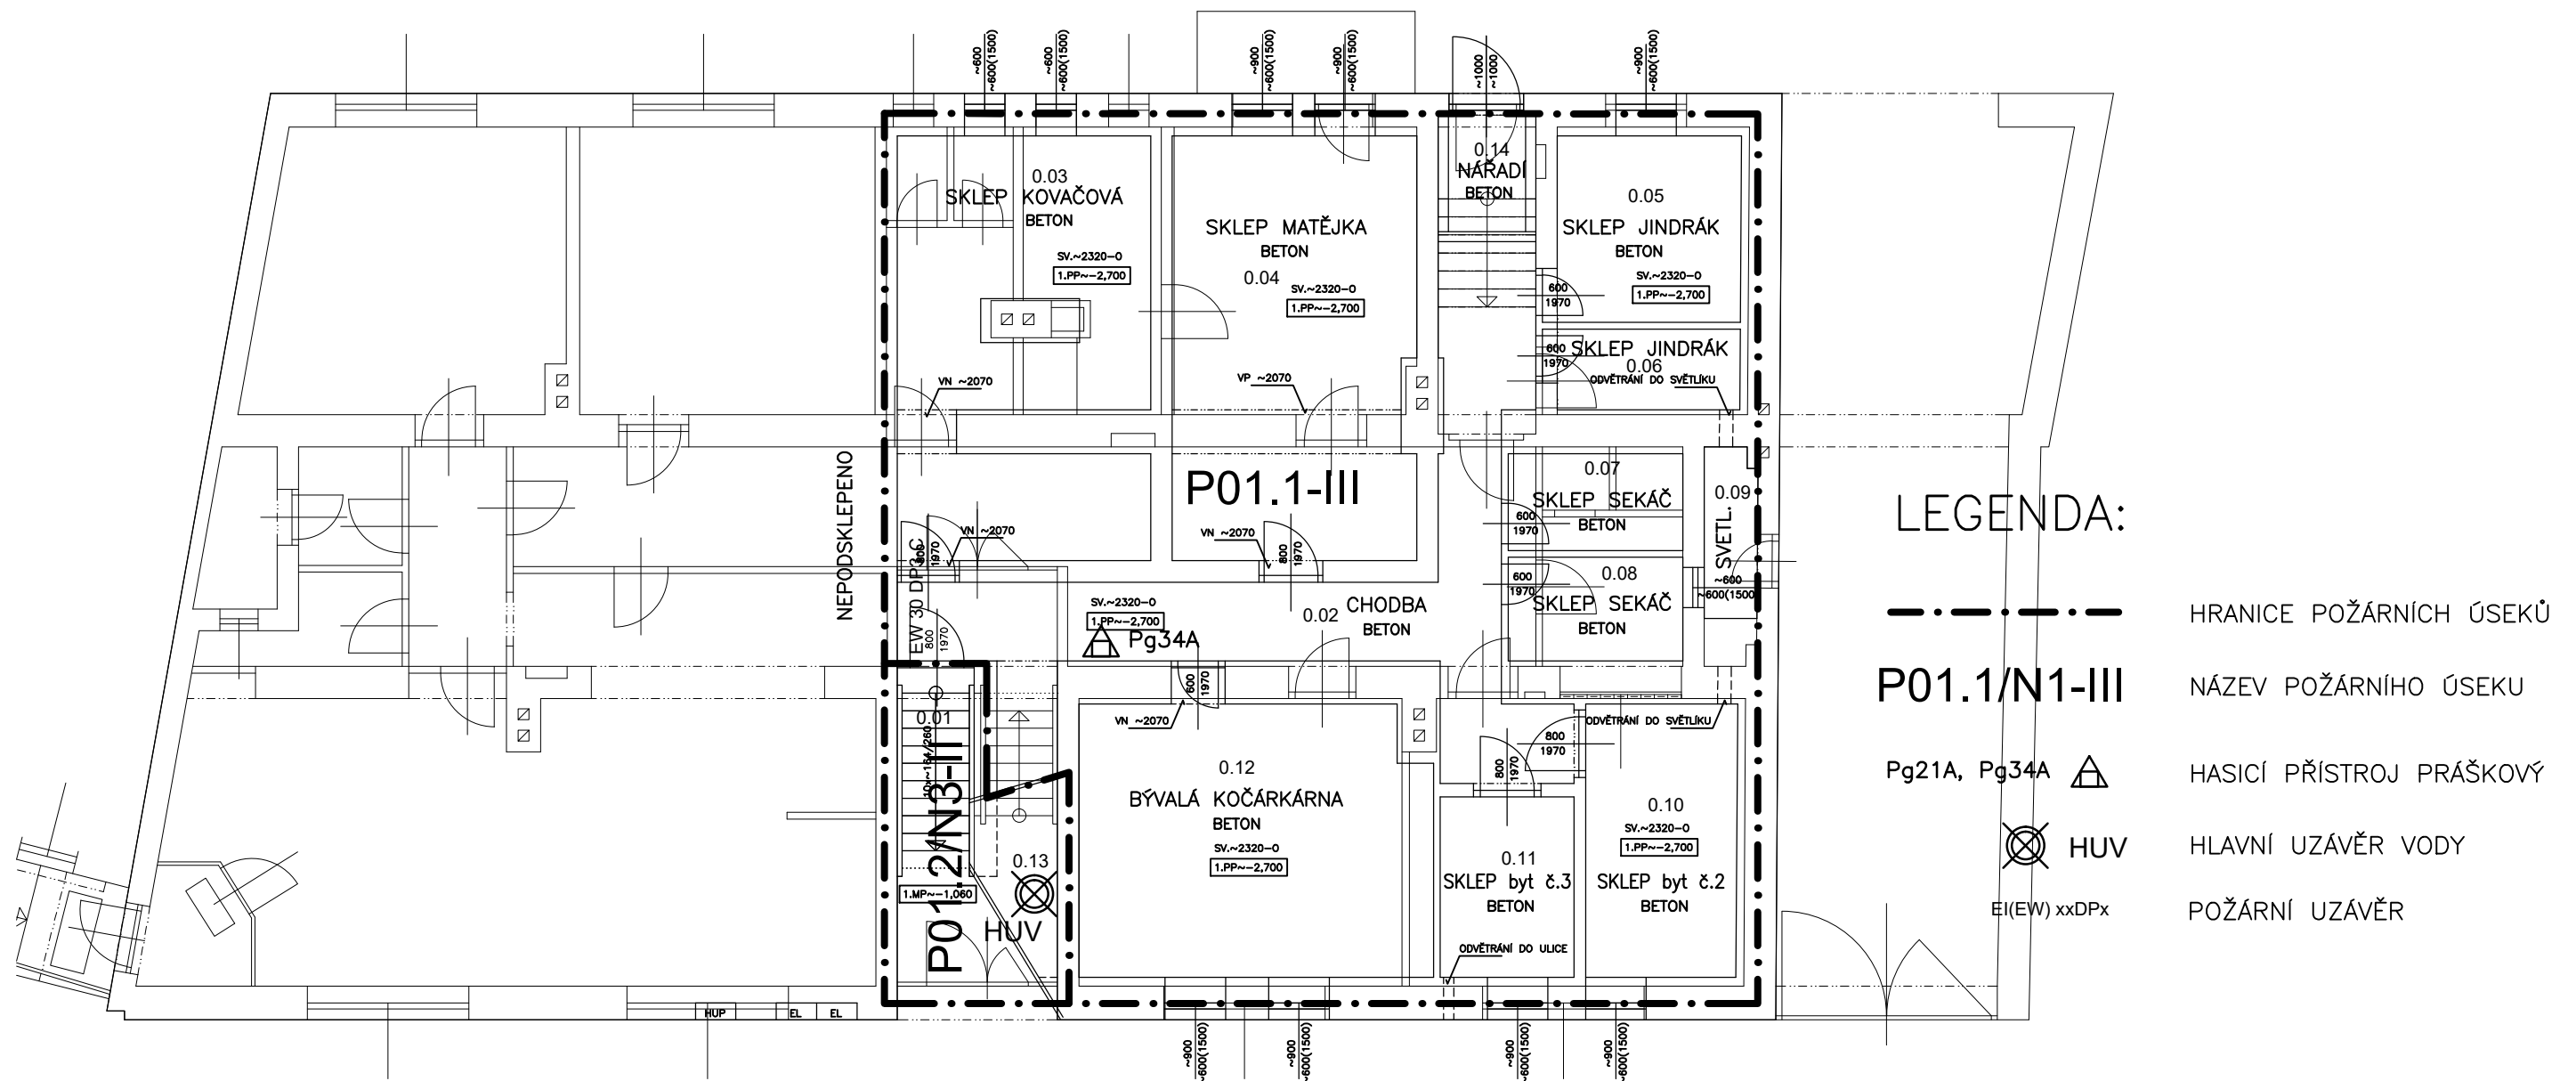 ~600
~600(1500)
~600
~600(1500)
~900
~600(1500)
~900
~600(1500)
~1000
~1000
~900
~600(1500)
0.03
SKLEP KOVAČOVÁ
BETON
SV.~2320-0
1.PP~-2,700
SKLEP MATĚJKA
BETON
0.04
SV.~2320-0
1.PP~-2,700
0.14
NÁŘADÍ
BETON
0.05
SKLEP JINDRÁK
BETON
SV.~2320-0
1.PP~-2,700
600
1970
600
1970
SKLEP JINDRÁK
0.06
ODVĚTRÁNÍ DO SVĚTLÍKU
VN ~2070
VP ~2070
NEPODSKLEPENO
P01.1-III
0.07
SKLEP SEKÁČ
BETON
600
1970
0.09
SVETL.
~600
~600(1500)
VN ~2070
VN ~2070
800
1970
800
1970
EW 30 DP3-C
800
1970
0.08
SKLEP SEKÁČ
BETON
600
1970
SV.~2320-0
1.PP~-2,700
Pg34A
0.02
CHODBA
BETON
600
1970
VN ~2070
ODVĚTRÁNÍ DO SVĚTLÍKU
0.01
10x~164/260
P01.2/N3-II
1.MP~-1,060
0.13
HUV
0.12
BÝVALÁ KOČÁRKÁRNA
BETON
SV.~2320-0
1.PP~-2,700
800
1970
800
1970
0.10
SV.~2320-0
1.PP~-2,700
SKLEP byt č.2
BETON
0.11
SKLEP byt č.3
BETON
ODVĚTRÁNÍ DO ULICE
HUP
EL
EL
~900
~600(1500)
~900
~600(1500)
~900
~600(1500)
~900
~600(1500)
LEGENDA:
HRANICE POŽÁRNÍCH ÚSEKŮ
P01.1/N1-III NÁZEV POŽÁRNÍHO ÚSEKU
Pg21A, Pg34A HASICÍ PŘÍSTROJ PRÁŠKOVÝ
HUV HLAVNÍ UZÁVĚR VODY
EI(EW) xxDPx POŽÁRNÍ UZÁVĚR